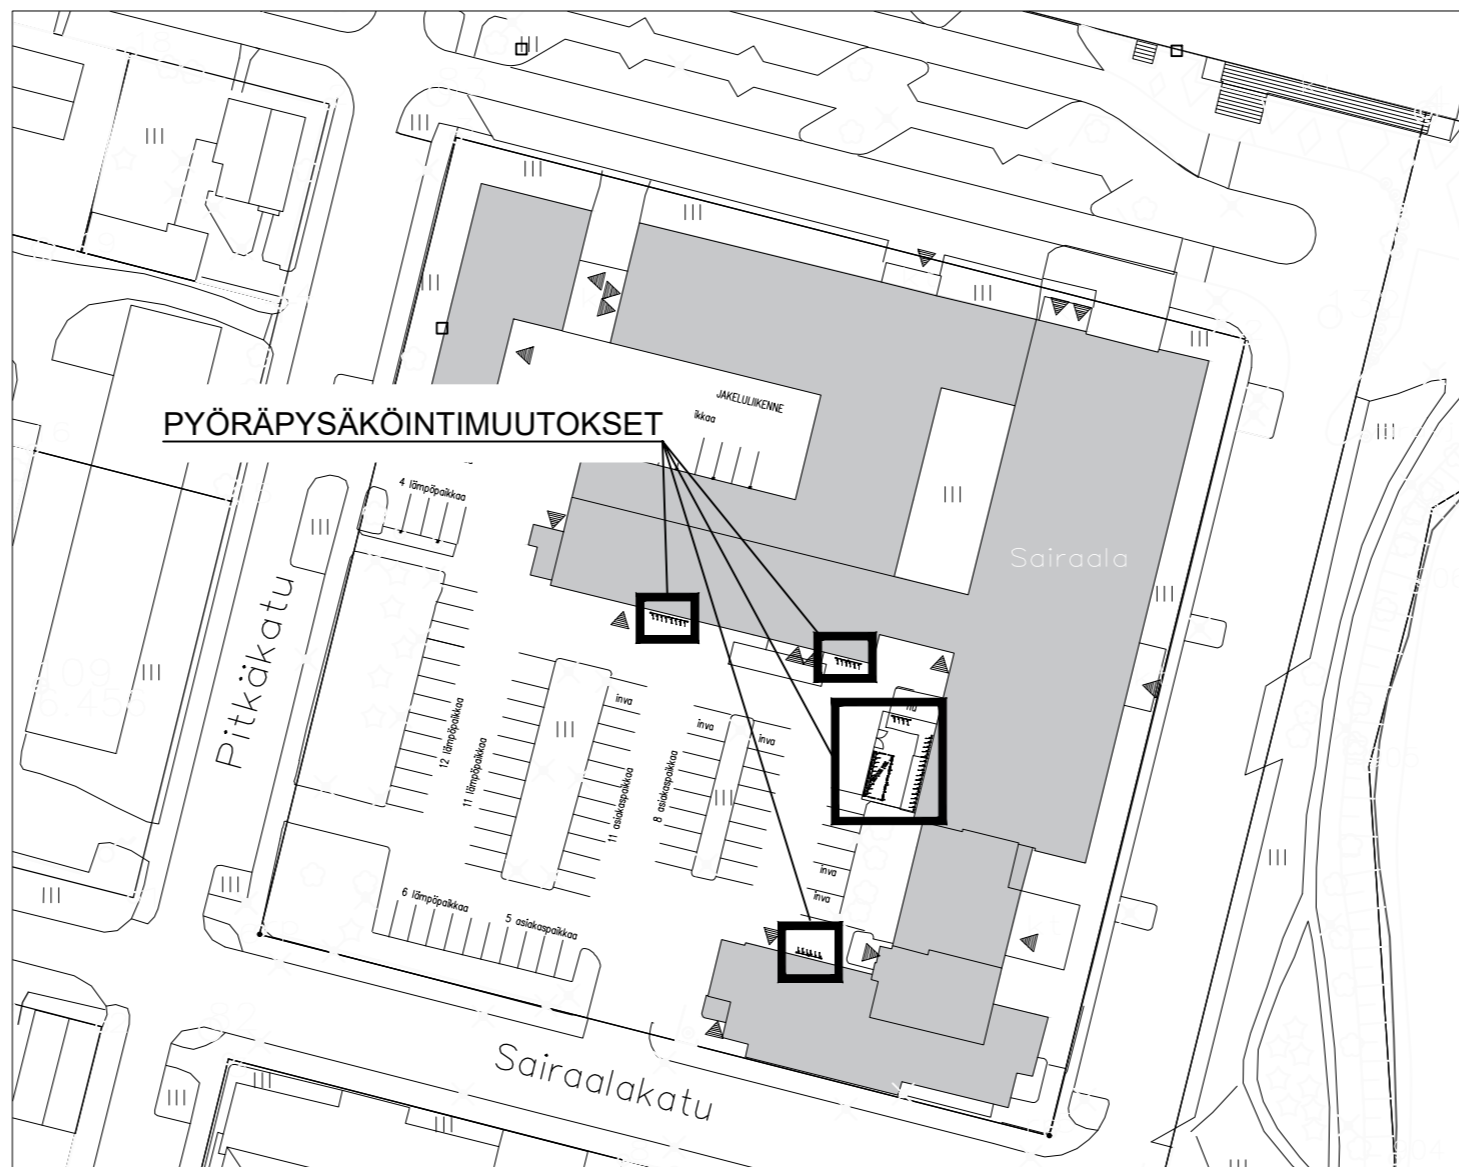 JAKELULIIKENNE
ikkaa
PYÖRÄPYSÄKÖINTIMUUTOKSET
4 lämpöpaikkaa
Sairaala
Pitkäkatu
12 lämpöpaikkaa
11 lämpöpaikkaa
inva
11 asiakaspaikkaa
8 asiakaspaikkaa
inva
inva
inva
inva
6 lämpöpaikkaa
5 asiakaspaikkaa
Sairaalakatu